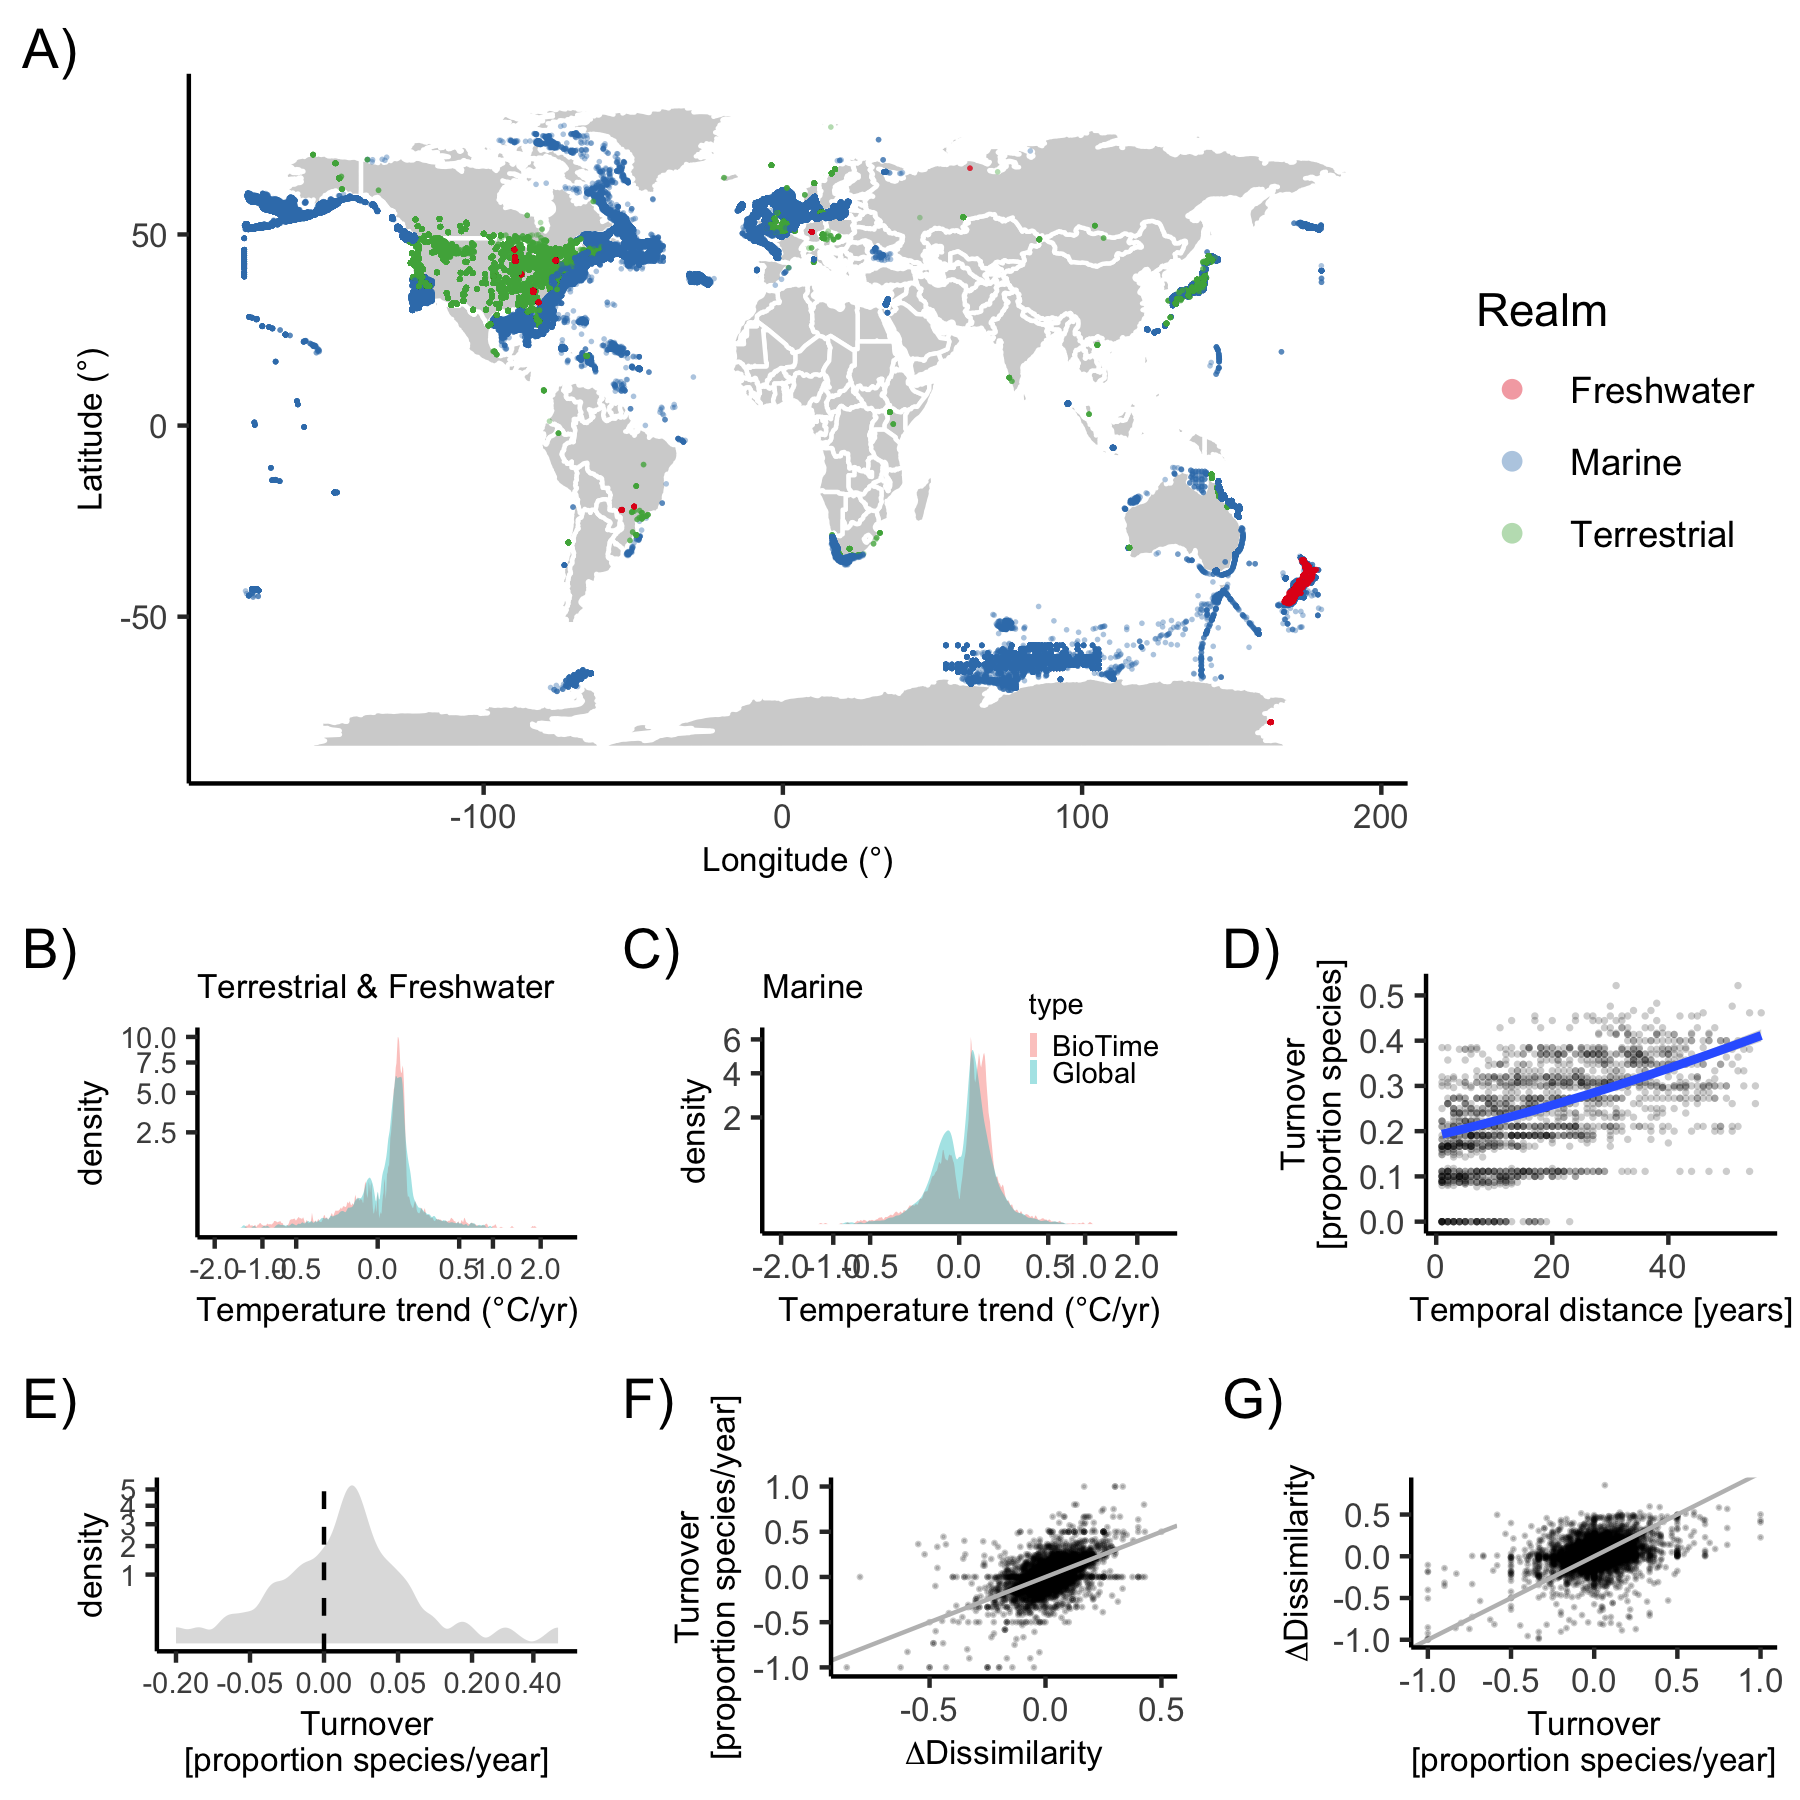 A)
50
0
-50
Latitude (°)
-100
0
100
200
Longitude (°)
Realm
Freshwater
Marine
Terrestrial
B)
Terrestrial & Freshwater
10.0
7.5
5.0
2.5
density
-2.0
-1.0
-0.5
0.0
0.5
1.0
2.0
Temperature trend (°C/yr)
C)
Marine
type
BioTime
Global
6
4
2
density
-2.0
-1.0
-0.5
0.0
0.5
1.0
2.0
Temperature trend (°C/yr)
D)
Turnover
[proportion species]
0.5
0.4
0.3
0.2
0.1
0.0
0
20
40
Temporal distance [years]
E)
density
5
4
3
2
1
-0.20
-0.05
0.00
0.05
0.20
0.40
Turnover
[proportion species/year]
F)
Turnover
[proportion species/year]
1.0
0.5
0.0
-0.5
-1.0
-0.5
0.0
0.5
ΔDissimilarity
G)
ΔDissimilarity
0.5
0.0
-0.5
-1.0
-1.0
-0.5
0.0
0.5
1.0
Turnover
[proportion species/year]